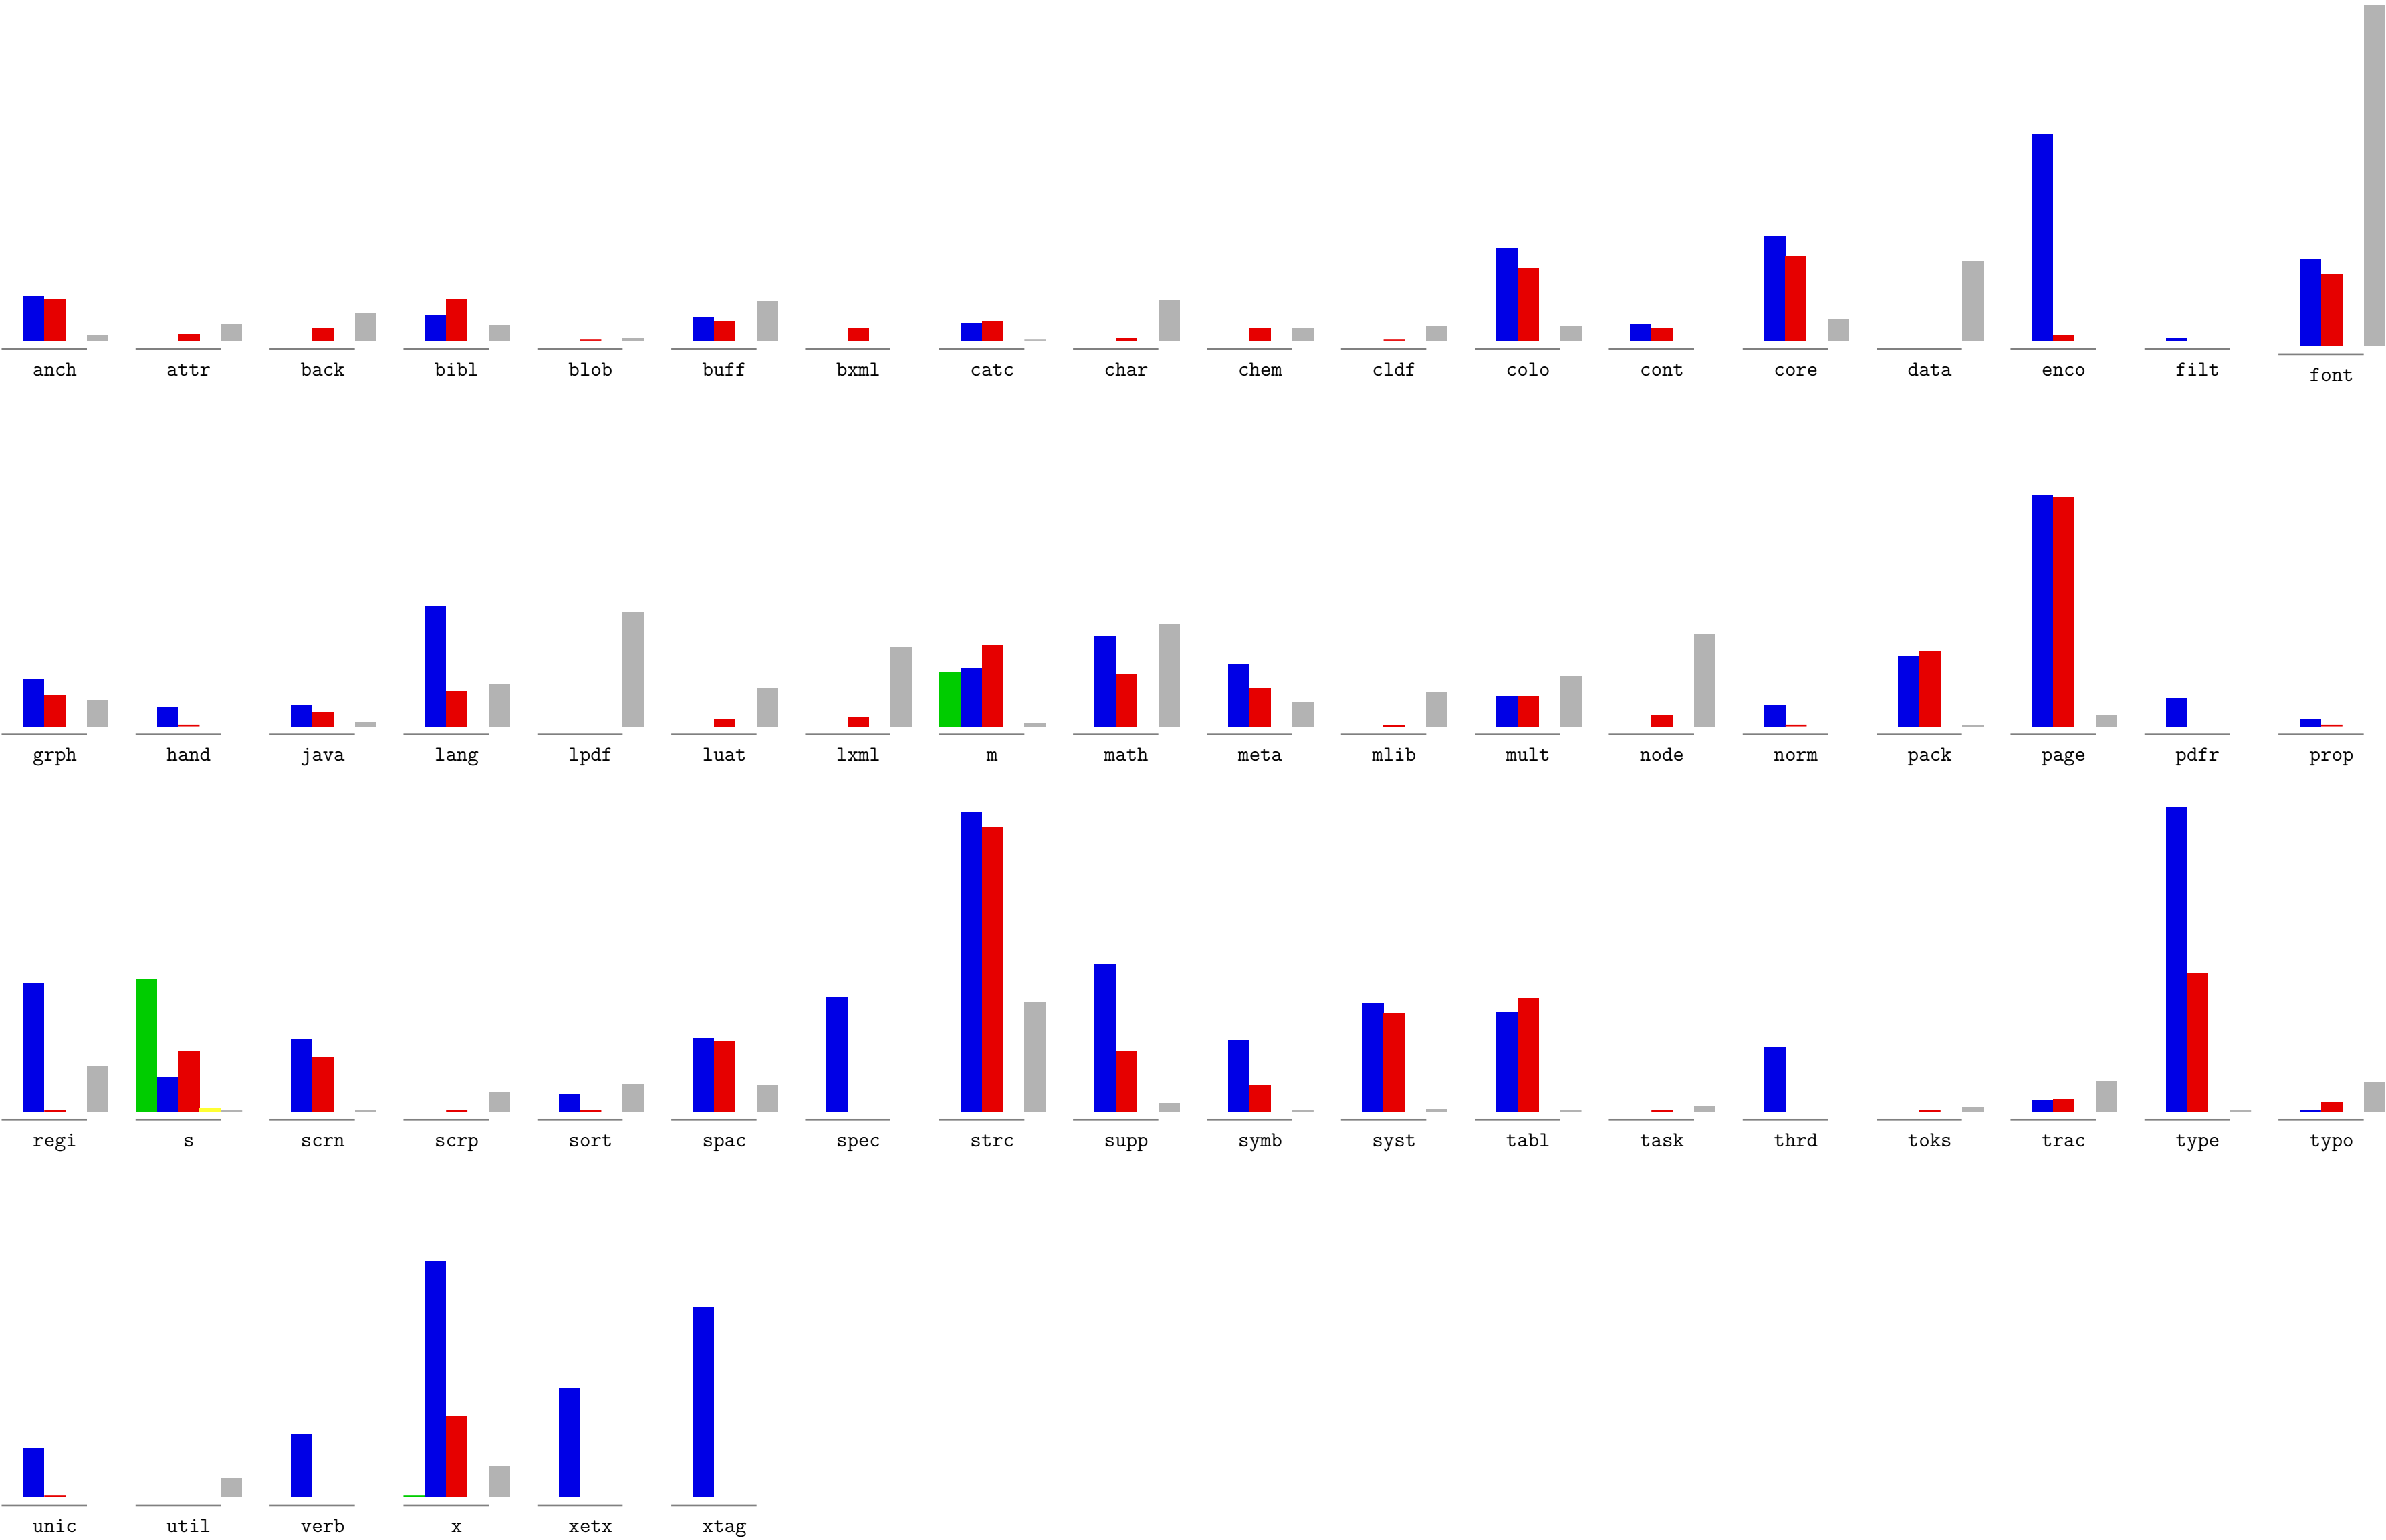 anch attr back bibl blob buff bxml catc char chem cldf colo cont core data enco filt font
grph hand java lang lpdf luat lxml m math meta mlib mult node norm pack page pdfr prop
regi s scrn scrp sort spac spec strc supp symb syst tabl task thrd toks trac type typo
unic util verb x xetx xtag